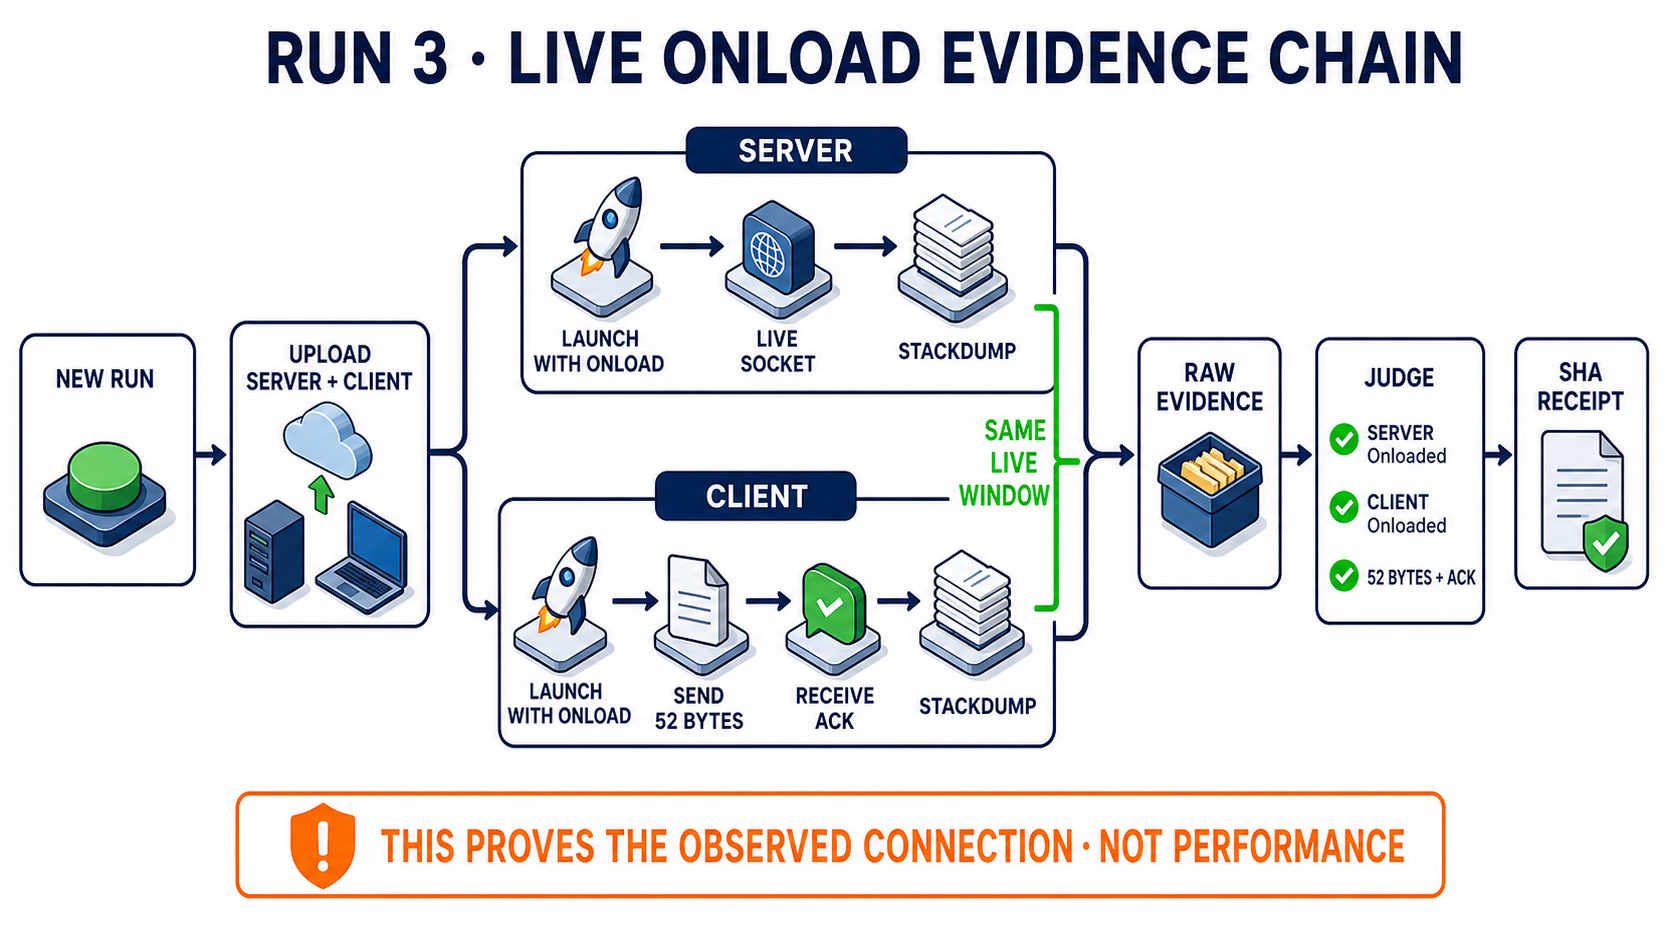 RUN 3 · LIVE ONLOAD EVIDENCE CHAIN
NEW RUN
UPLOAD
SERVER + CLIENT
SERVER
LAUNCH
WITH ONLOAD
LIVE
SOCKET
STACKDUMP
CLIENT
LAUNCH
WITH ONLOAD
SEND
52 BYTES
RECEIVE
ACK
STACKDUMP
SAME
LIVE
WINDOW
RAW
EVIDENCE
JUDGE
SERVER
Onloaded
CLIENT
Onloaded
52 BYTES + ACK
SHA
RECEIPT
THIS PROVES THE OBSERVED CONNECTION · NOT PERFORMANCE